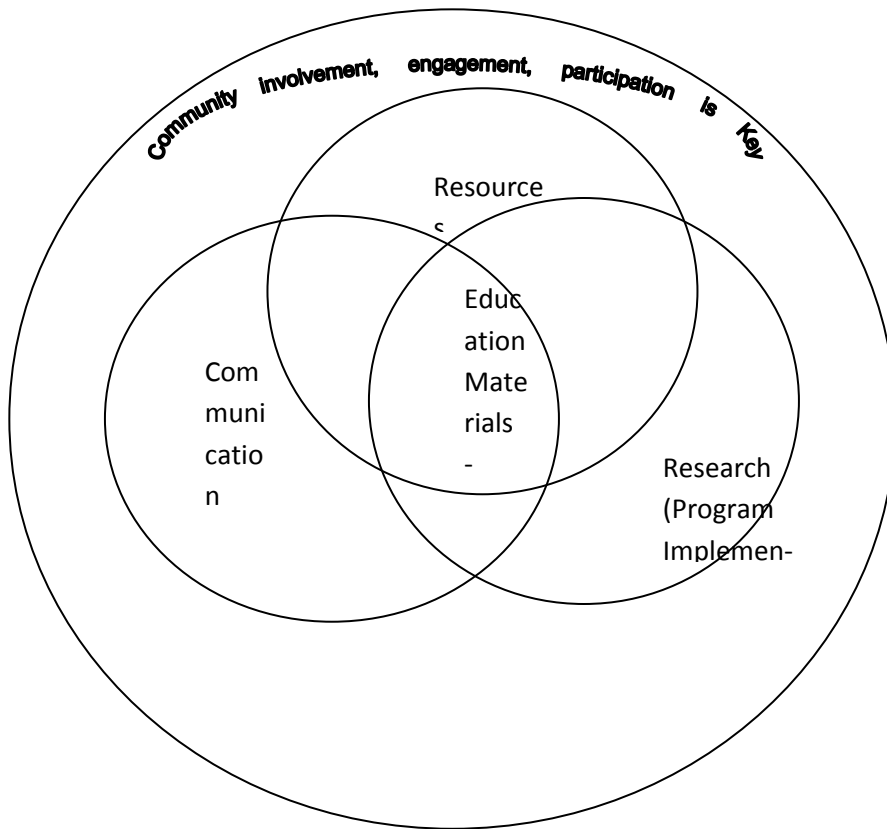 Community involvement, engagement, participation is Key
Resource
s
Educ
ation
Mate
rials
-
Com
muni
catio
n
Research
(Program
Implemen-